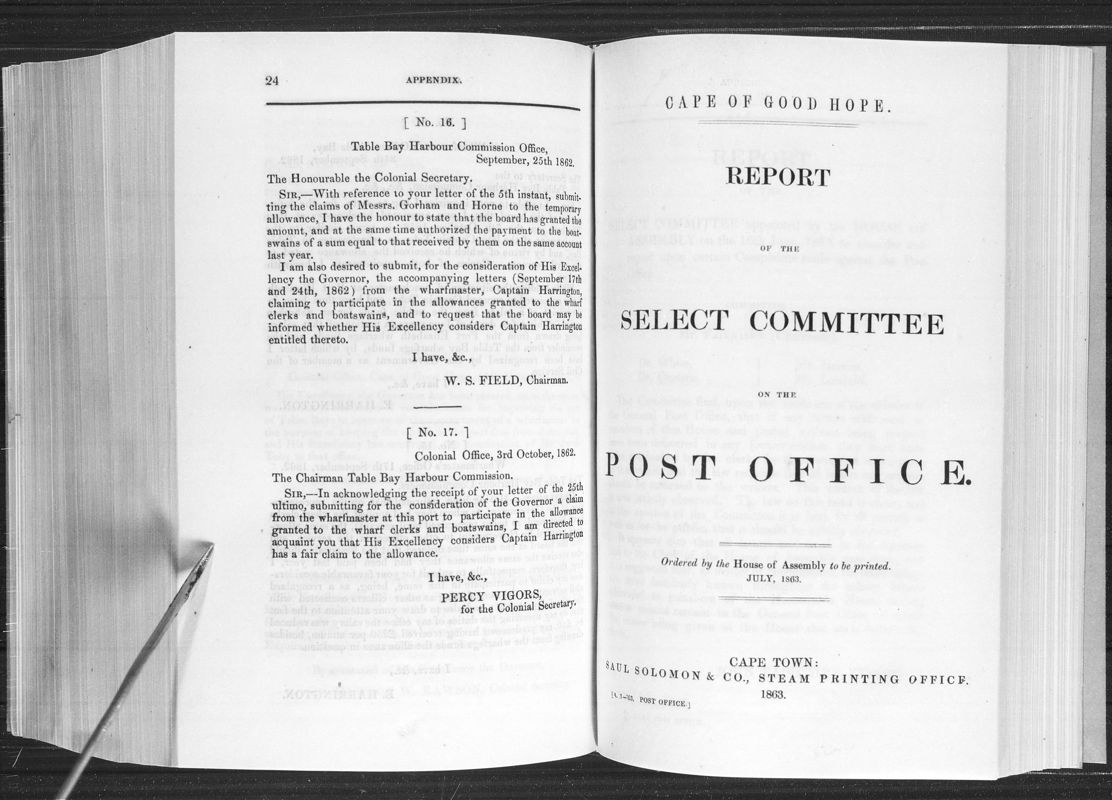 24
APPENDIX.
[ No. 16. ]
Table Bay Harbour Commission Office,
September, 25th 1862.
The Honourable the Colonial Secretary.
SIR,—With reference to your letter of the 5th instant, submit-
ting the claims of Messrs. Gorham and Horne to the temporary
allowance, I have the honour to state that the board has granted the
amount, and at the same time authorized the payment to the boat-
swains of a sum equal to that received by them on the same account
last year.
I am also desired to submit, for the consideration of His Excel-
lency the Governor, the accompanying letters (September 17th
and 24th, 1862) from the wharfmaster, Captain Harrington,
claiming to participate in the allowances granted to the wharf
clerks and boatswains, and to request that the board may be
informed whether His Excellency considers Captain Harrington
entitled thereto.
I have, &c.,
W. S. FIELD, Chairman.
[ No. 17. ]
Colonial Office, 3rd October, 1862.
The Chairman Table Bay Harbour Commission.
SIR,—In acknowledging the receipt of your letter of the 25th
ultimo, submitting for the consideration of the Governor a claim
from the wharfmaster at this port to participate in the allowance
granted to the wharf clerks and boatswains, I am directed to
acquaint you that His Excellency considers Captain Harrington
has a fair claim to the allowance.
I have, &c.,
PERCY VIGORS,
for the Colonial Secretary.
CAPE OF GOOD HOPE.
REPORT
OF THE
SELECT COMMITTEE
ON THE
POST OFFICE.
Ordered by the House of Assembly to be printed.
JULY, 1863.
CAPE TOWN:
SAUL SOLOMON & CO., STEAM PRINTING OFFICE.
1863.
POST OFFICE.]